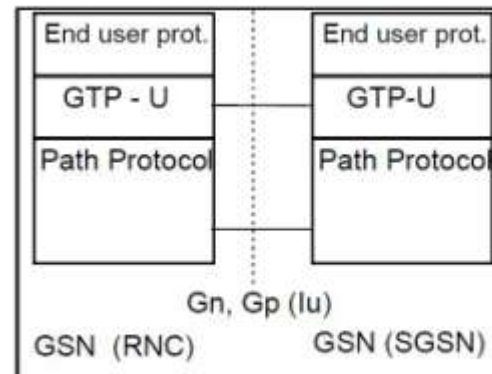 End user prot.
End user prot.
GTP - U
GTP-U
Path Protocol
Path Protocol
Gn, Gp (Iu)
GSN (RNC)
GSN (SGSN)